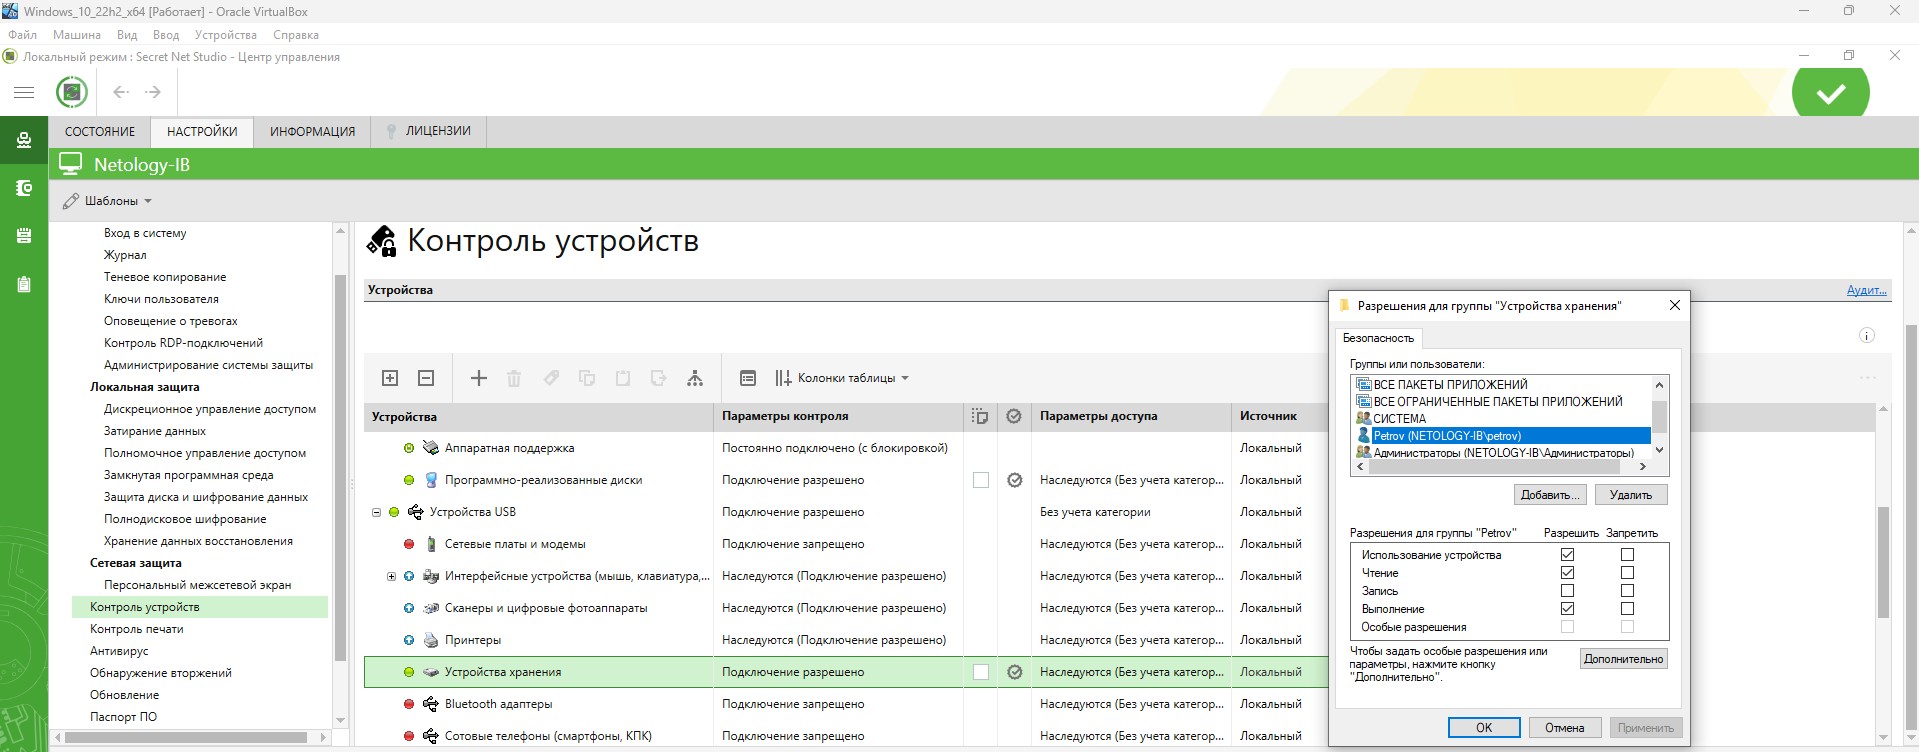 Windows_10_22h2_x64 [Работает] - Oracle VirtualBox
Файл Машина Вид Ввод Устройства Справка
Локальный режим : Secret Net Studio - Центр управления
СОСТОЯНИЕ НАСТРОЙКИ ИНФОРМАЦИЯ ЛИЦЕНЗИИ
Netology-IB
Шаблоны
Вход в систему
Журнал
Теневое копирование
Ключи пользователя
Оповещение о тревогах
Контроль RDP-подключений
Администрирование системы защиты
Локальная защита
Дискреционное управление доступом
Затирание данных
Полномочное управление доступом
Замкнутая программная среда
Защита диска и шифрование данных
Полнодисковое шифрование
Хранение данных восстановления
Сетевая защита
Персональный межсетевой экран
Контроль устройств
Контроль печати
Антивирус
Обнаружение вторжений
Обновление
Паспорт ПО
Контроль устройств
Устройства Аудит...
Колонки таблицы
Устройства Параметры контроля Параметры доступа Источник
Аппаратная поддержка Постоянно подключено (с блокировкой) Локальный
Программно-реализованные диски Подключение разрешено Наследуются (Без учета категор... Локальный
Устройства USB Подключение разрешено Без учета категории Локальный
Сетевые платы и модемы Подключение запрещено Наследуются (Без учета категор... Локальный
Интерфейсные устройства (мышь, клавиатура,... Наследуются (Подключение разрешено) Наследуются (Без учета категор... Локальный
Сканеры и цифровые фотоаппараты Наследуются (Подключение разрешено) Наследуются (Без учета категор... Локальный
Принтеры Наследуются (Подключение разрешено) Наследуются (Без учета категор... Локальный
Устройства хранения Подключение разрешено Наследуются (Без учета категор... Локальный
Bluetooth адаптеры Подключение запрещено Наследуются (Без учета категор... Локальный
Сотовые телефоны (смартфоны, КПК) Подключение запрещено Наследуются (Без учета категор... Локальный
Разрешения для группы "Устройства хранения"
Безопасность
Группы или пользователи:
ВСЕ ПАКЕТЫ ПРИЛОЖЕНИЙ
ВСЕ ОГРАНИЧЕННЫЕ ПАКЕТЫ ПРИЛОЖЕНИЙ
СИСТЕМА
Petrov (NETOLOGY-IB\petrov)
Администраторы (NETOLOGY-IB\Администраторы)
Добавить... Удалить
Разрешения для группы "Petrov" Разрешить Запретить
Использование устройства
Чтение
Запись
Выполнение
Особые разрешения
Чтобы задать особые разрешения или
параметры, нажмите кнопку
"Дополнительно".
Дополнительно
ОК Отмена Применить